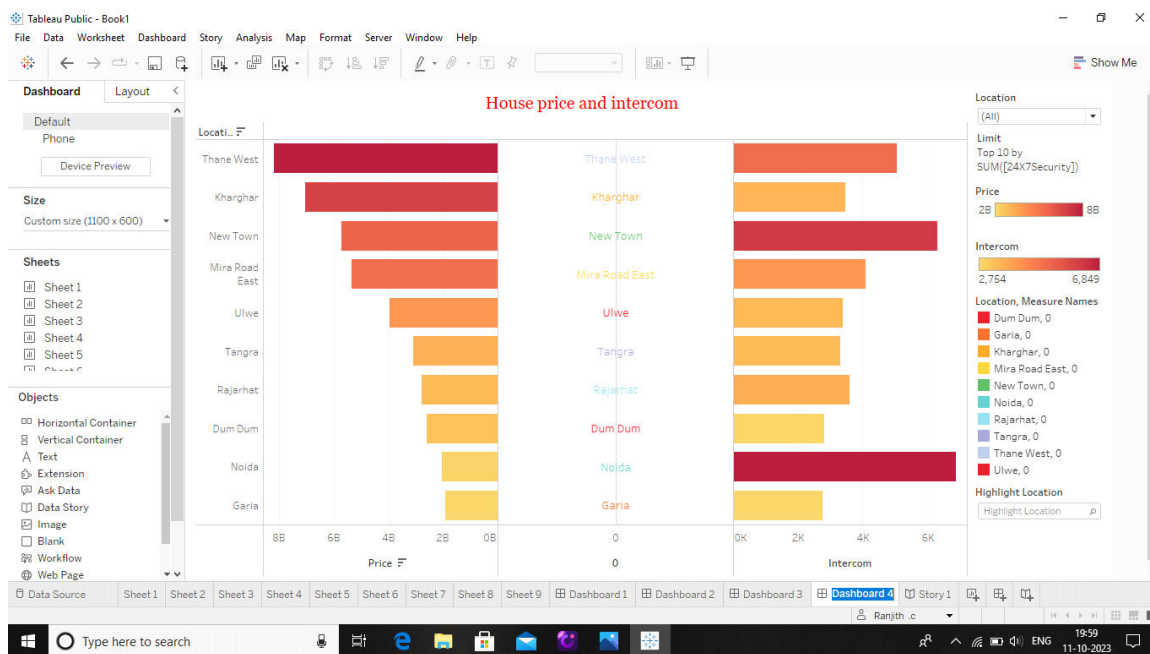 Tableau Public - Book1
File Data Worksheet Dashboard Story Analysis Map Format Server Window Help
Show Me
Dashboard Layout
Default
Phone
Device Preview
Size
Custom size (1100 x 600)
Sheets
Sheet 1
Sheet 2
Sheet 3
Sheet 4
Sheet 5
Objects
Horizontal Container
Vertical Container
Text
Extension
Ask Data
Data Story
Image
Blank
Workflow
Web Page
House price and intercom
Locati..
Thane West Thane West
Kharghar Kharghar
New Town New Town
Mira Road
East
Mira Road East
Ulwe Ulwe
Tangra Tangra
Rajarhat Rajarhat
Dum Dum Dum Dum
Noida Noida
Garia Garia
8B 6B 4B 2B 0B 0 0K 2K 4K 6K
Price 0 Intercom
Location
(All)
Limit
Top 10 by
SUM([24X7Security])
Price
2B 8B
Intercom
2,754 6,849
Location, Measure Names
Dum Dum, 0
Garia, 0
Kharghar, 0
Mira Road East, 0
New Town, 0
Noida, 0
Rajarhat, 0
Tangra, 0
Thane West, 0
Ulwe, 0
Highlight Location
Highlight Location
Data Source Sheet 1 Sheet 2 Sheet 3 Sheet 4 Sheet 5 Sheet 6 Sheet 7 Sheet 8 Sheet 9 Dashboard 1 Dashboard 2 Dashboard 3 Dashboard 4 Story 1
Ranjith .c
Type here to search
ENG
19:59
11-10-2023